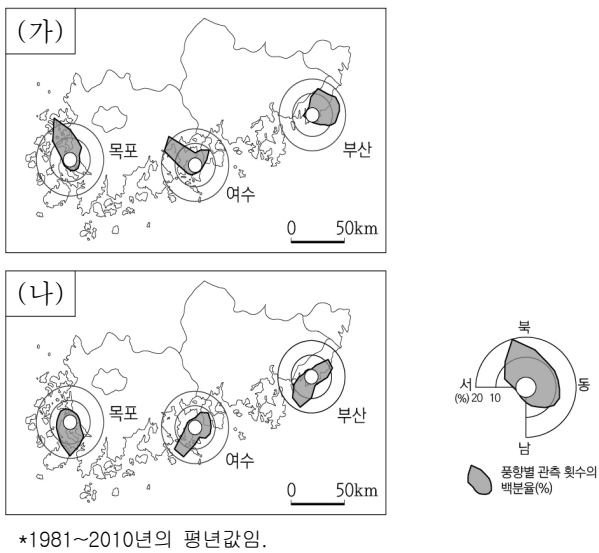 (가)
목포
여수
부산
0 50km
(나)
목포
여수
부산
0 50km
북
서 동
(%) 20 10
남
풍향별 관측 횟수의
백분율(%)
*1981~2010년의 평년값임.